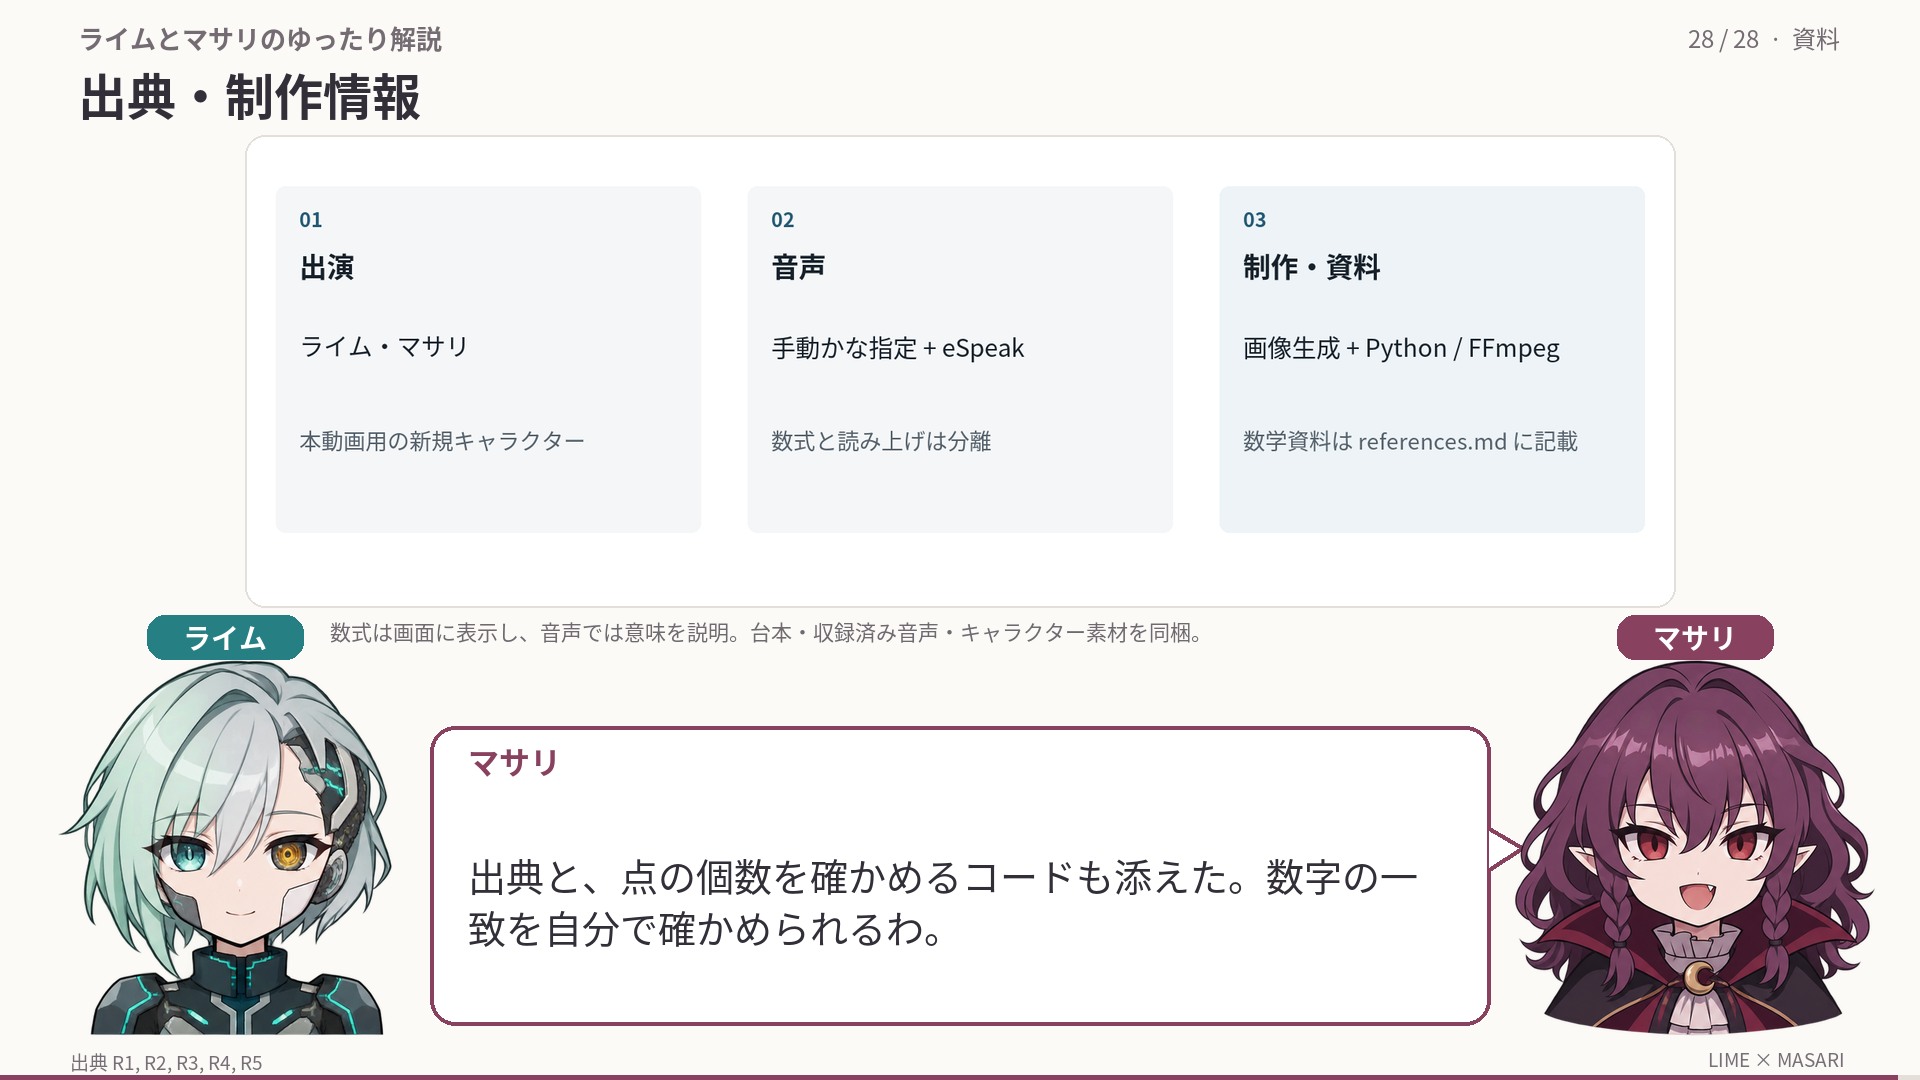 ライムとマサリのゆったり解説
28 / 28 · 資料
出典・制作情報
01
出演
ライム・マサリ
本動画用の新規キャラクター
02
音声
手動かな指定 + eSpeak
数式と読み上げは分離
03
制作・資料
画像生成 + Python / FFmpeg
数学資料は references.md に記載
ライム
数式は画面に表示し、音声では意味を説明。台本・収録済み音声・キャラクター素材を同梱。
マサリ
マサリ
出典と、点の個数を確かめるコードも添えた。数字の一
致を自分で確かめられるわ。
出典 R1, R2, R3, R4, R5
LIME × MASARI